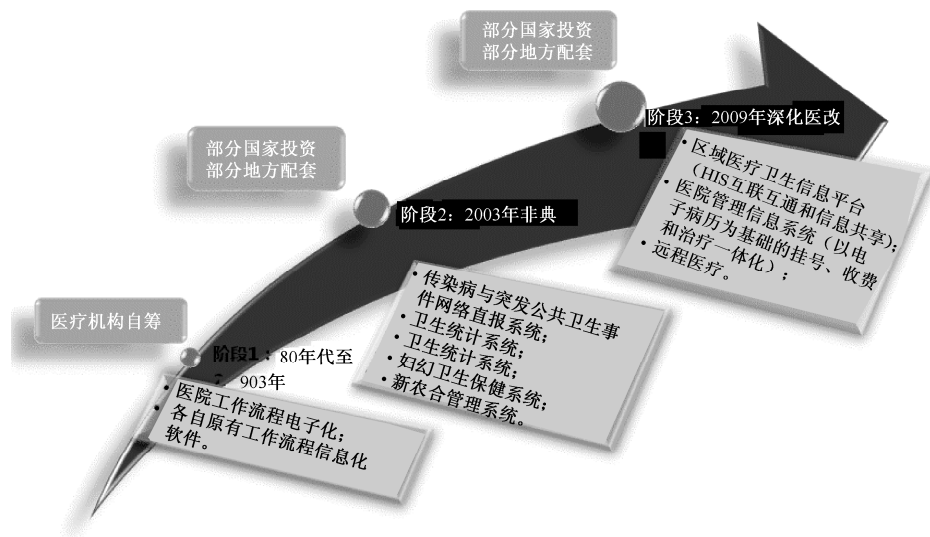 部分国家投资
部分地方配套
阶段3：2009年深化医改
• 区域医疗卫生信息平台
（HIS互联互通和信息共享）；
• 医院管理信息系统（以电
子病历为基础的挂号、收费
和治疗一体化）；
• 远程医疗。
部分国家投资
部分地方配套
阶段2：2003年非典
• 传染病与突发公共卫生事
件网络直报系统；
• 卫生统计系统；
• 卫生统计系统；
• 妇幻卫生保健系统；
• 新农合管理系统。
医疗机构自筹
阶段1：80年代至
903年
• 医院工作流程电子化；
• 各自原有工作流程信息化
软件。